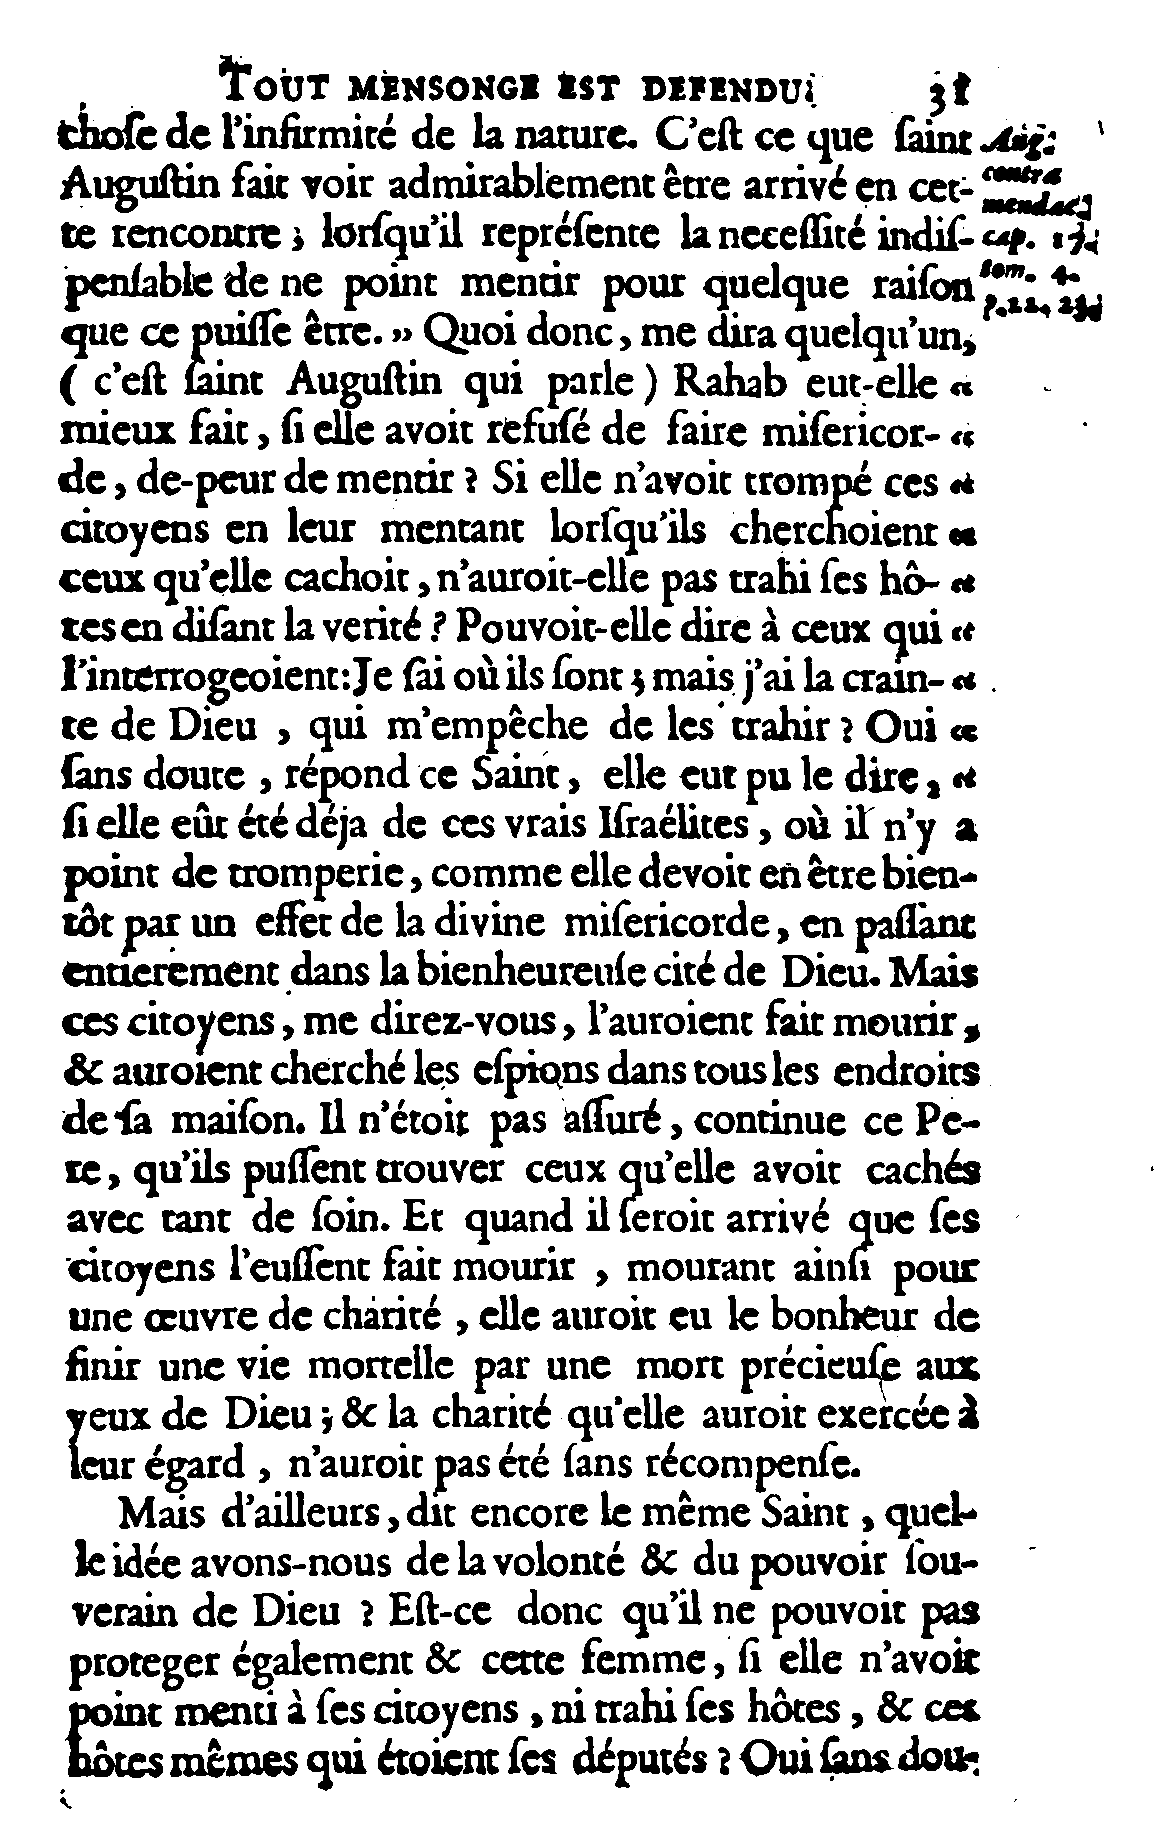 TOUT MENSONGE EST DEFENDU. 31
choſe de l'infirmité de la nature. C'eſt ce que ſaint Aug.
Auguſtin fait voir admirablement être arrivé en cet- contra
mendac.
te rencontre ; lorſqu'il repréſente la neceſſité indiſ- cap. 17.
penſable de ne point mentir pour quelque raiſon tom. 4.
que ce puiſſe être. » Quoi donc, me dira quelqu'un,
( c'eſt ſaint Auguſtin qui parle ) Rahab eut-elle «
mieux fait, ſi elle avoit refuſé de faire miſericor- «
de, de-peur de mentir ? Si elle n'avoit trompé ces «
citoyens en leur mentant lorſqu'ils cherchoient «
ceux qu'elle cachoit, n'auroit-elle pas trahi ſes hô- «
tes en diſant la verité ? Pouvoit-elle dire à ceux qui «
l'interrogeoient: Je ſai où ils ſont ; mais j'ai la crain- «
te de Dieu , qui m'empêche de les trahir ? Oui «
ſans doute , répond ce Saint, elle eut pu le dire, «
ſi elle eût été déja de ces vrais Iſraélites, où il n'y a
point de tromperie, comme elle devoit en être bien-
tôt par un effet de la divine miſericorde, en paſſant
entierement dans la bienheureuſe cité de Dieu. Mais
ces citoyens, me direz-vous, l'auroient fait mourir,
& auroient cherché les eſpions dans tous les endroits
de ſa maiſon. Il n'étoit pas aſſuré, continue ce Pe-
re, qu'ils puſſent trouver ceux qu'elle avoit cachés
avec tant de ſoin. Et quand il ſeroit arrivé que ſes
citoyens l'euſſent fait mourir , mourant ainſi pour
une œuvre de charité , elle auroit eu le bonheur de
finir une vie mortelle par une mort précieuſe aux
yeux de Dieu ; & la charité qu'elle auroit exercée à
leur égard , n'auroit pas été ſans récompenſe.
Mais d'ailleurs, dit encore le même Saint , quel-
le idée avons-nous de la volonté & du pouvoir ſou-
verain de Dieu ? Eſt-ce donc qu'il ne pouvoit pas
proteger également & cette femme, ſi elle n'avoit
point menti à ſes citoyens , ni trahi ſes hôtes, & ces
hôtes mêmes qui étoient ſes députés ? Oui ſans dou-